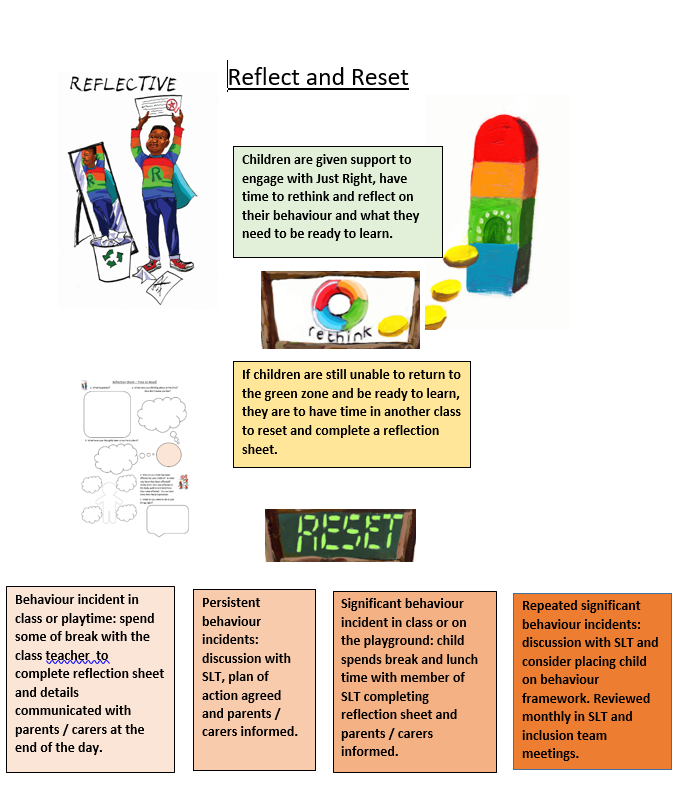 REFLECTIVE
Reflect and Reset
R
R
Children are given support to
engage with Just Right, have
time to rethink and reflect on
their behaviour and what they
need to be ready to learn.
rethink
If children are still unable to return to
the green zone and be ready to learn,
they are to have time in another class
to reset and complete a reflection
sheet.
RESET
Behaviour incident in
class or playtime: spend
some of break with the
class teacher  to
complete reflection sheet
and details
communicated with
parents / carers at the
end of the day.
Persistent
behaviour
incidents:
discussion with
SLT, plan of
action agreed
and parents /
carers informed.
Significant behaviour
incident in class or on
the playground: child
spends break and lunch
time with member of
SLT completing
reflection sheet and
parents / carers
informed.
Repeated significant
behaviour incidents:
discussion with SLT and
consider placing child
on behaviour
framework. Reviewed
monthly in SLT and
inclusion team
meetings.